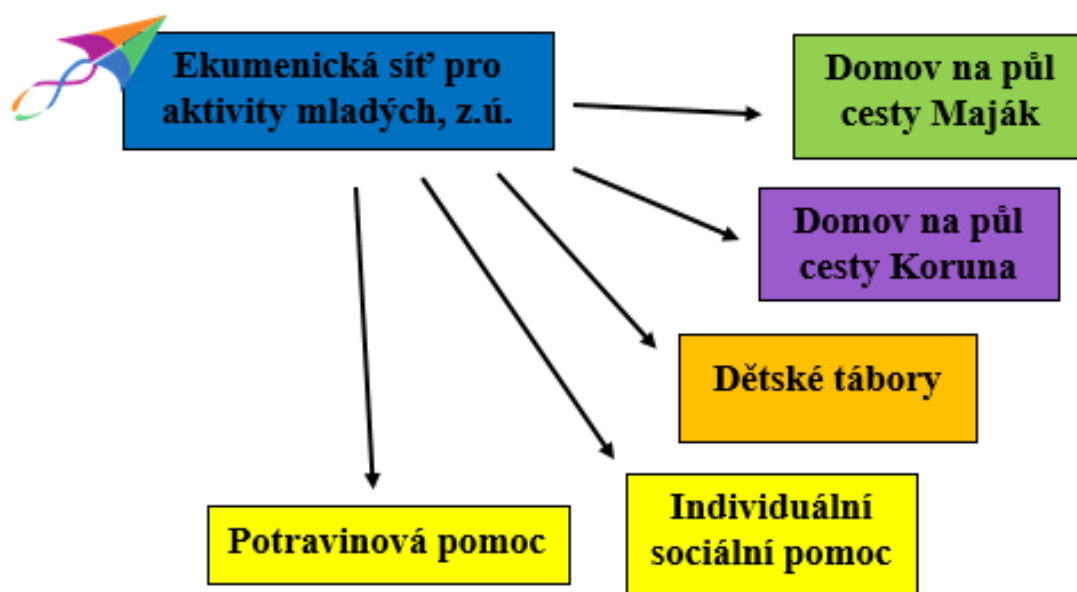 Ekumenická síť pro
aktivity mladých, z.ú.
Domov na půl
cesty Maják
Domov na půl
cesty Koruna
Dětské tábory
Individuální
sociální pomoc
Potravinová pomoc